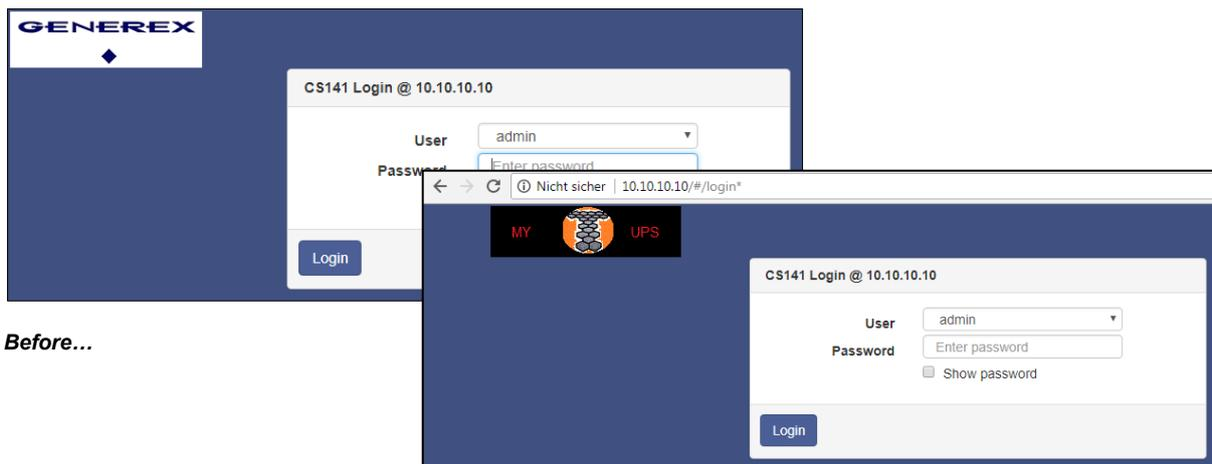 GENEREX
CS141 Login @ 10.10.10.10
User admin
Password Enter password
Login
Before…
Nicht sicher | 10.10.10.10/#/login*
MY UPS
CS141 Login @ 10.10.10.10
User admin
Password Enter password
Show password
Login